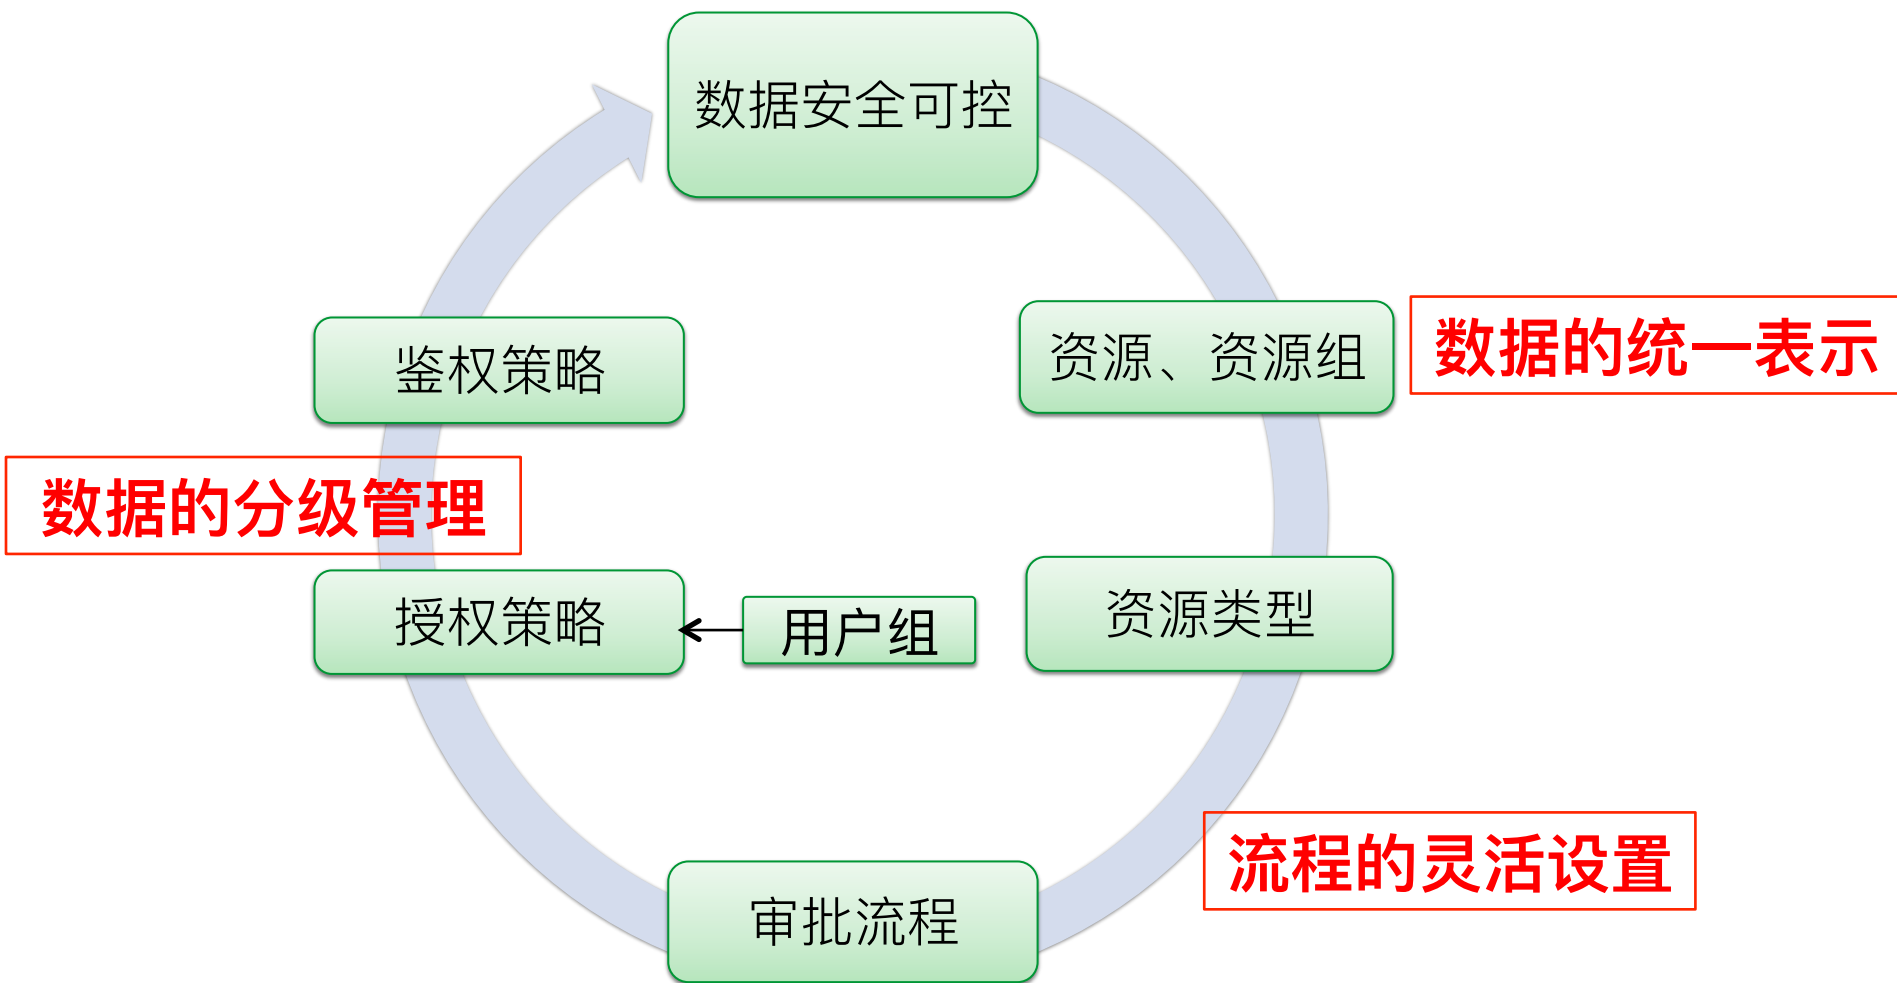 数据安全可控
资源、资源组
数据的统一表示
鉴权策略
数据的分级管理
授权策略
用户组
资源类型
流程的灵活设置
审批流程